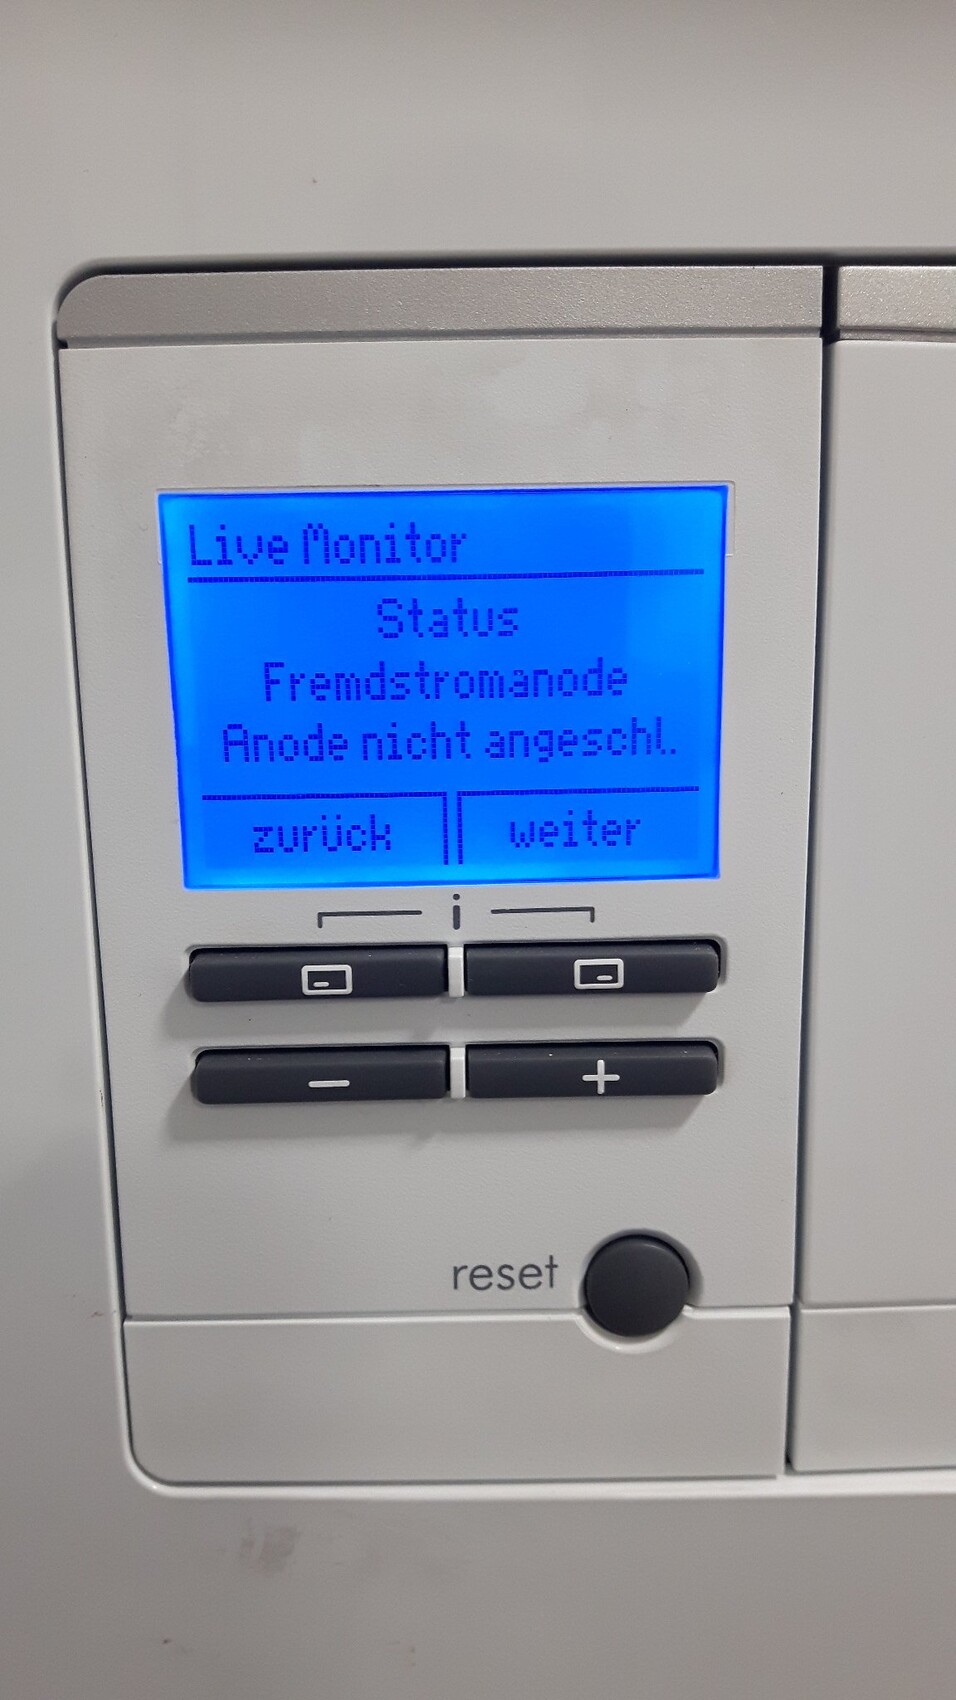 Live Monitor
Status
Fremdstromanode
Anode nicht angeschl.
zurück weiter
i
− +
reset